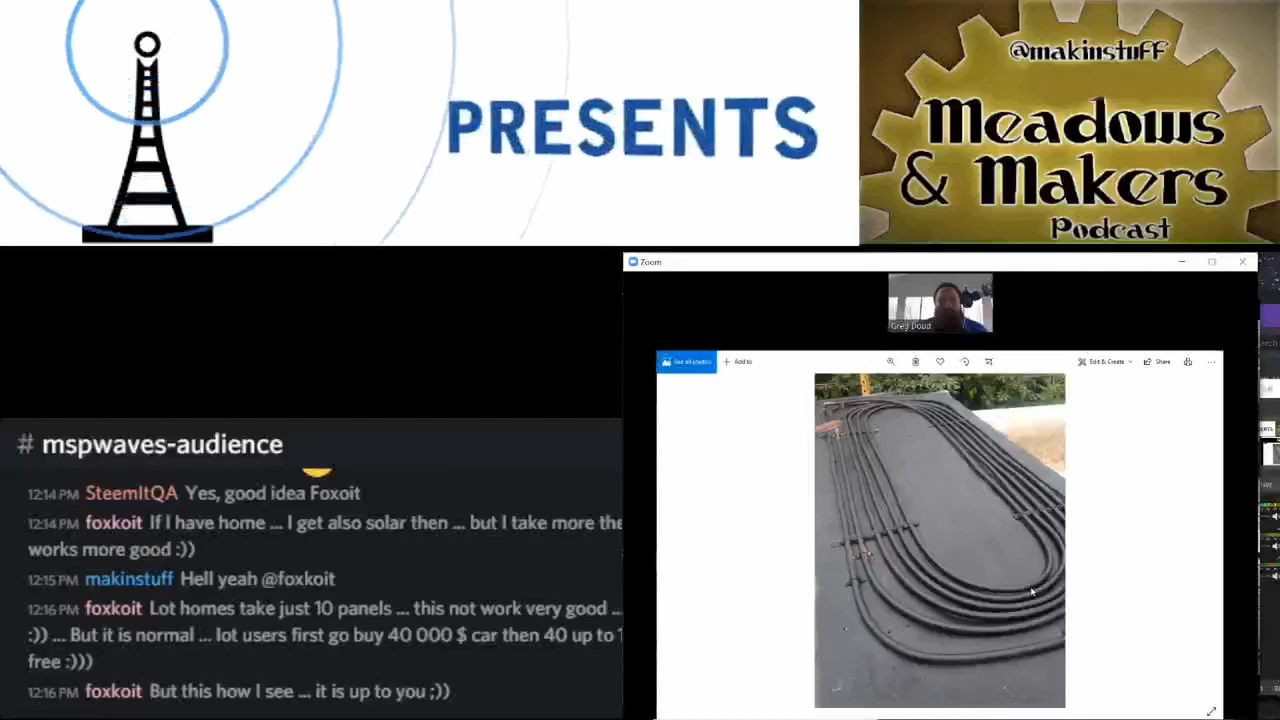 PRESENTS
@makinstuff
Meadows
& Makers
Podcast
Zoom
Greg Doud
See all photos
+ Add to
Edit & Create
Share
# mspwaves-audience
12:14 PM SteemItQA Yes, good idea Foxoit
12:14 PM foxkoit If I have home ... I get also solar then ... but I take more the
works more good :))
12:15 PM makinstuff Hell yeah @foxkoit
12:16 PM foxkoit Lot homes take just 10 panels ... this not work very good ...
:)) ... But it is normal ... lot users first go buy 40 000 $ car then 40 up to 1
free :)))
12:16 PM foxkoit But this how I see ... it is up to you ;))